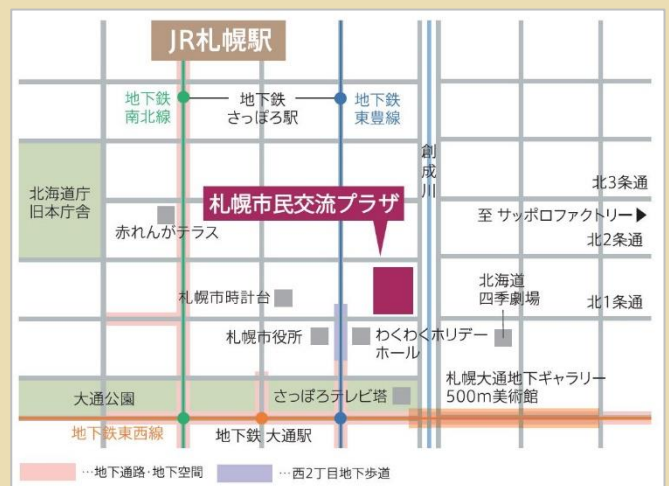 JR札幌駅
地下鉄
南北線
地下鉄
さっぽろ駅
地下鉄
東豊線
創成川
北海道庁
旧本庁舎
赤れんがテラス
札幌市民交流プラザ
北3条通
至 サッポロファクトリー▶
北2条通
札幌市時計台
北海道
四季劇場
北1条通
札幌市役所
わくわくホリデー
ホール
大通公園
さっぽろテレビ塔
札幌大通地下ギャラリー
500m美術館
地下鉄東西線
地下鉄 大通駅
…地下通路・地下空間
…西2丁目地下歩道